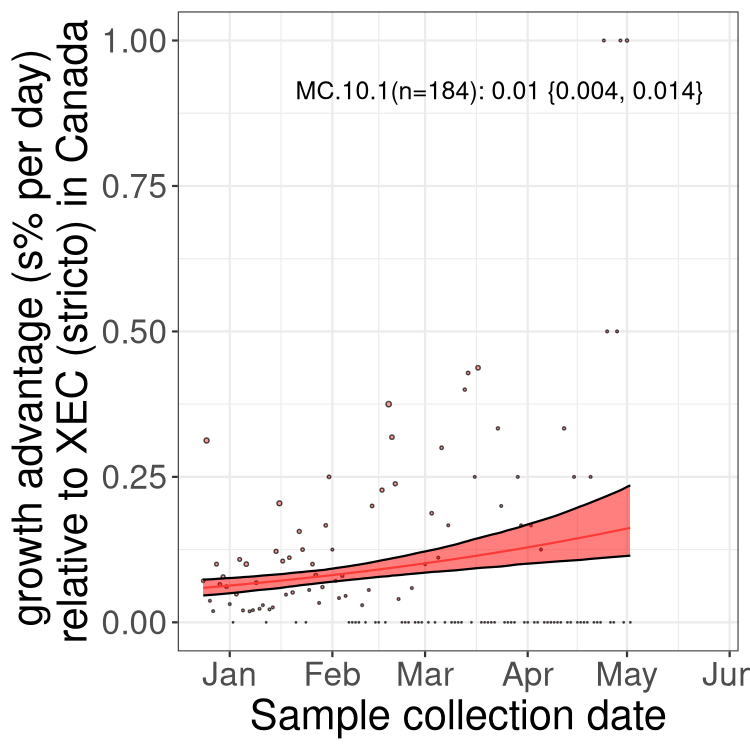 growth advantage (s% per day)
relative to XEC (stricto) in Canada
1.00
0.75
0.50
0.25
0.00
MC.10.1(n=184): 0.01 {0.004, 0.014}
Jan Feb Mar Apr May Jun
Sample collection date